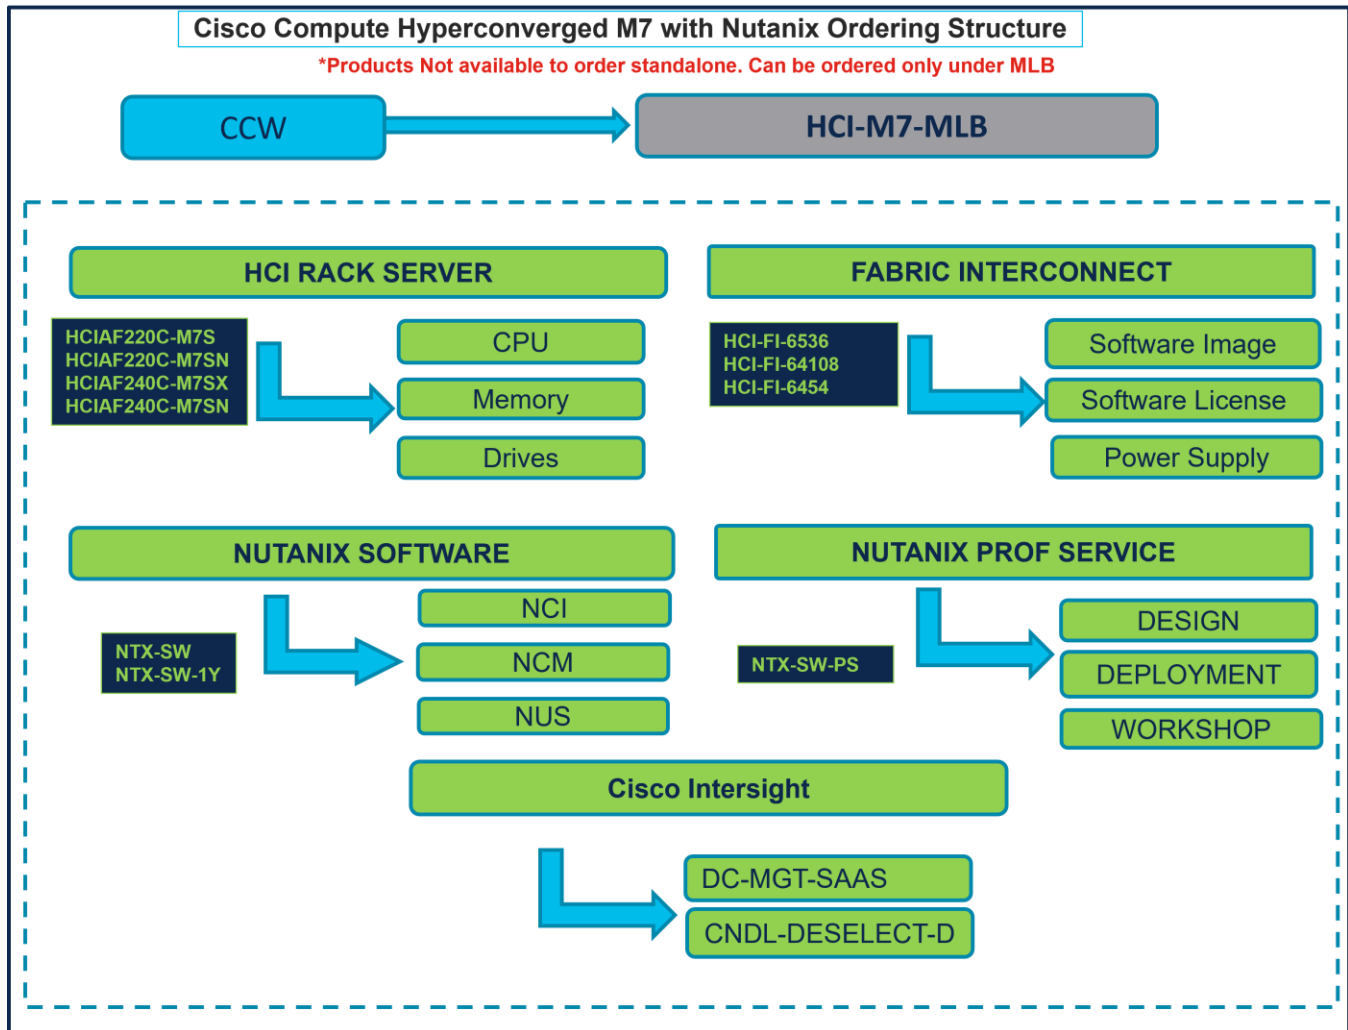 Cisco Compute Hyperconverged M7 with Nutanix Ordering Structure
*Products Not available to order standalone. Can be ordered only under MLB
CCW
HCI-M7-MLB
HCI RACK SERVER
HCIAF220C-M7S
HCIAF220C-M7SN
HCIAF240C-M7SX
HCIAF240C-M7SN
CPU
Memory
Drives
FABRIC INTERCONNECT
HCI-FI-6536
HCI-FI-64108
HCI-FI-6454
Software Image
Software License
Power Supply
NUTANIX SOFTWARE
NTX-SW
NTX-SW-1Y
NCI
NCM
NUS
NUTANIX PROF SERVICE
NTX-SW-PS
DESIGN
DEPLOYMENT
WORKSHOP
Cisco Intersight
DC-MGT-SAAS
CNDL-DESELECT-D